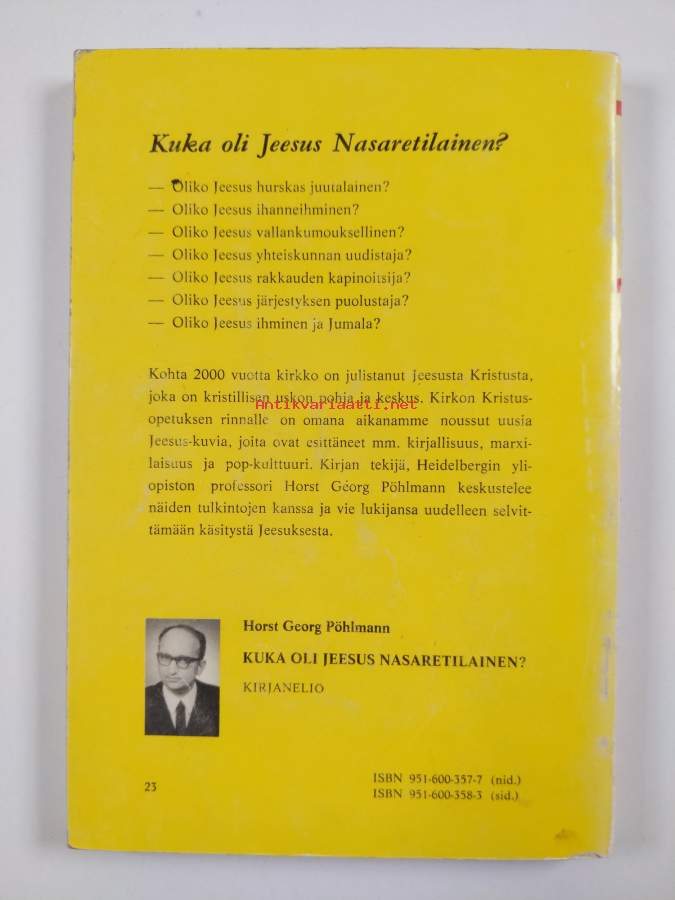 Kuka oli Jeesus Nasaretilainen?
— Oliko Jeesus hurskas juutalainen?
— Oliko Jeesus ihanneihminen?
— Oliko Jeesus vallankumouksellinen?
— Oliko Jeesus yhteiskunnan uudistaja?
— Oliko Jeesus rakkauden kapinoitsija?
— Oliko Jeesus järjestyksen puolustaja?
— Oliko Jeesus ihminen ja Jumala?
Kohta 2000 vuotta kirkko on julistanut Jeesusta Kristusta,
joka on kristillisen uskon pohja ja keskus. Kirkon Kristus-
Antikvariaatti.net
opetuksen rinnalle on omana aikanamme noussut uusia
Jeesus-kuvia, joita ovat esittäneet mm. kirjallisuus, marxi-
laisuus ja pop-kulttuuri. Kirjan tekijä, Heidelbergin yli-
opiston professori Horst Georg Pöhlmann keskustelee
näiden tulkintojen kanssa ja vie lukijansa uudelleen selvit-
tämään käsitystä Jeesuksesta.
Horst Georg Pöhlmann
KUKA OLI JEESUS NASARETILAINEN?
KIRJANELIO
23
ISBN 951-600-357-7 (nid.)
ISBN 951-600-358-3 (sid.)